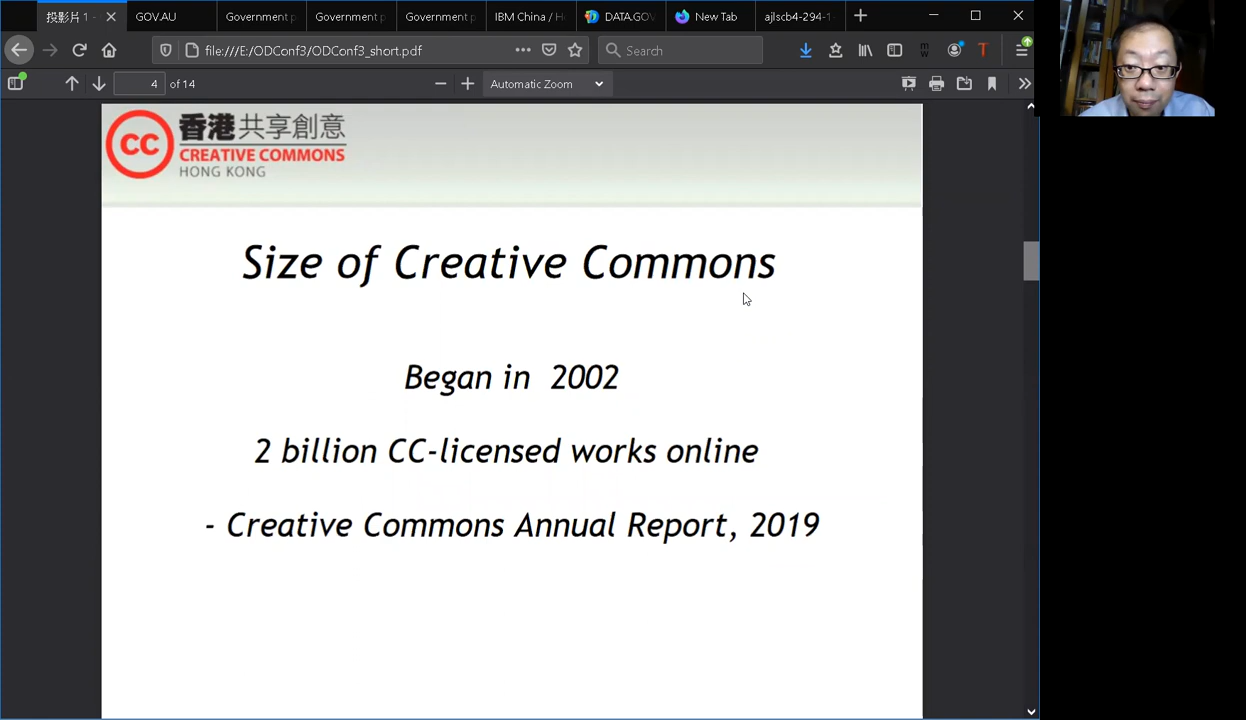 投影片 1 -
GOV.AU
Government p
Government p
Government p
IBM China / H
DATA.GOV
New Tab
ajlscb4-294-1
file:///E:/ODConf3/ODConf3_short.pdf
Search
4 of 14
Automatic Zoom
CC
香港共享創意
CREATIVE COMMONS
HONG KONG
Size of Creative Commons
Began in 2002
2 billion CC-licensed works online
- Creative Commons Annual Report, 2019